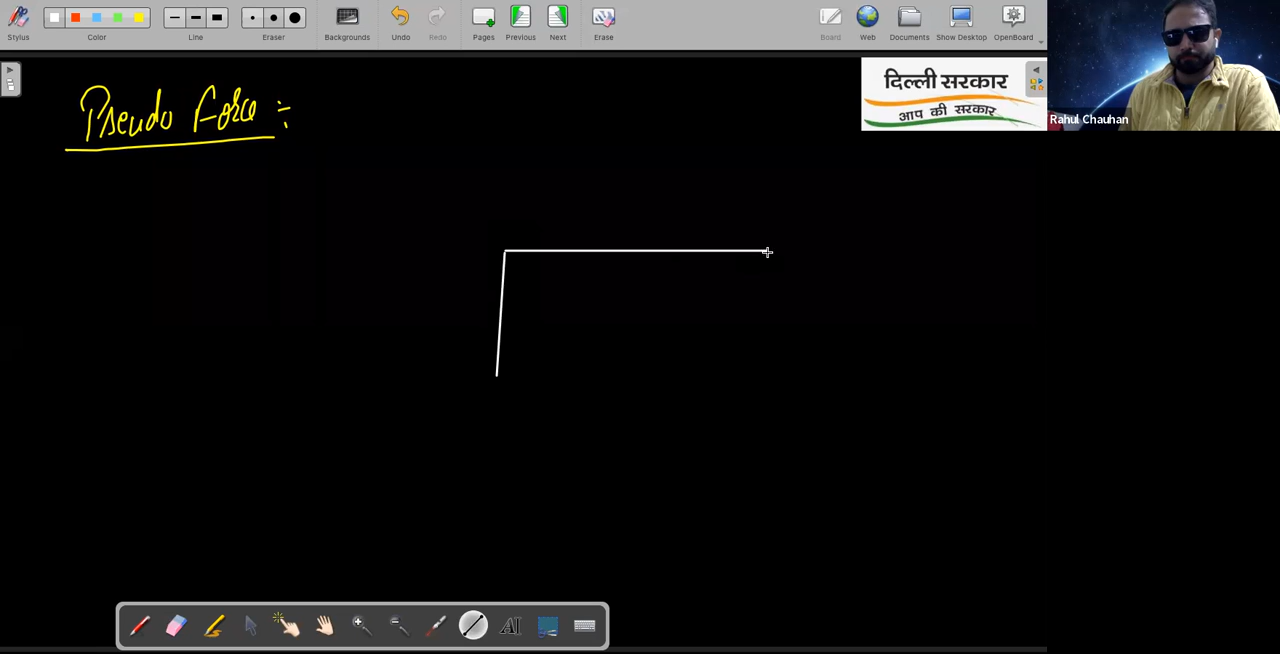 Stylus Color Line Eraser Backgrounds Undo Redo Pages Previous Next Erase Board Web Documents Show Desktop OpenBoard
Pseudo Force :-
दिल्ली सरकार
आप की सरकार
Rahul Chauhan
AI